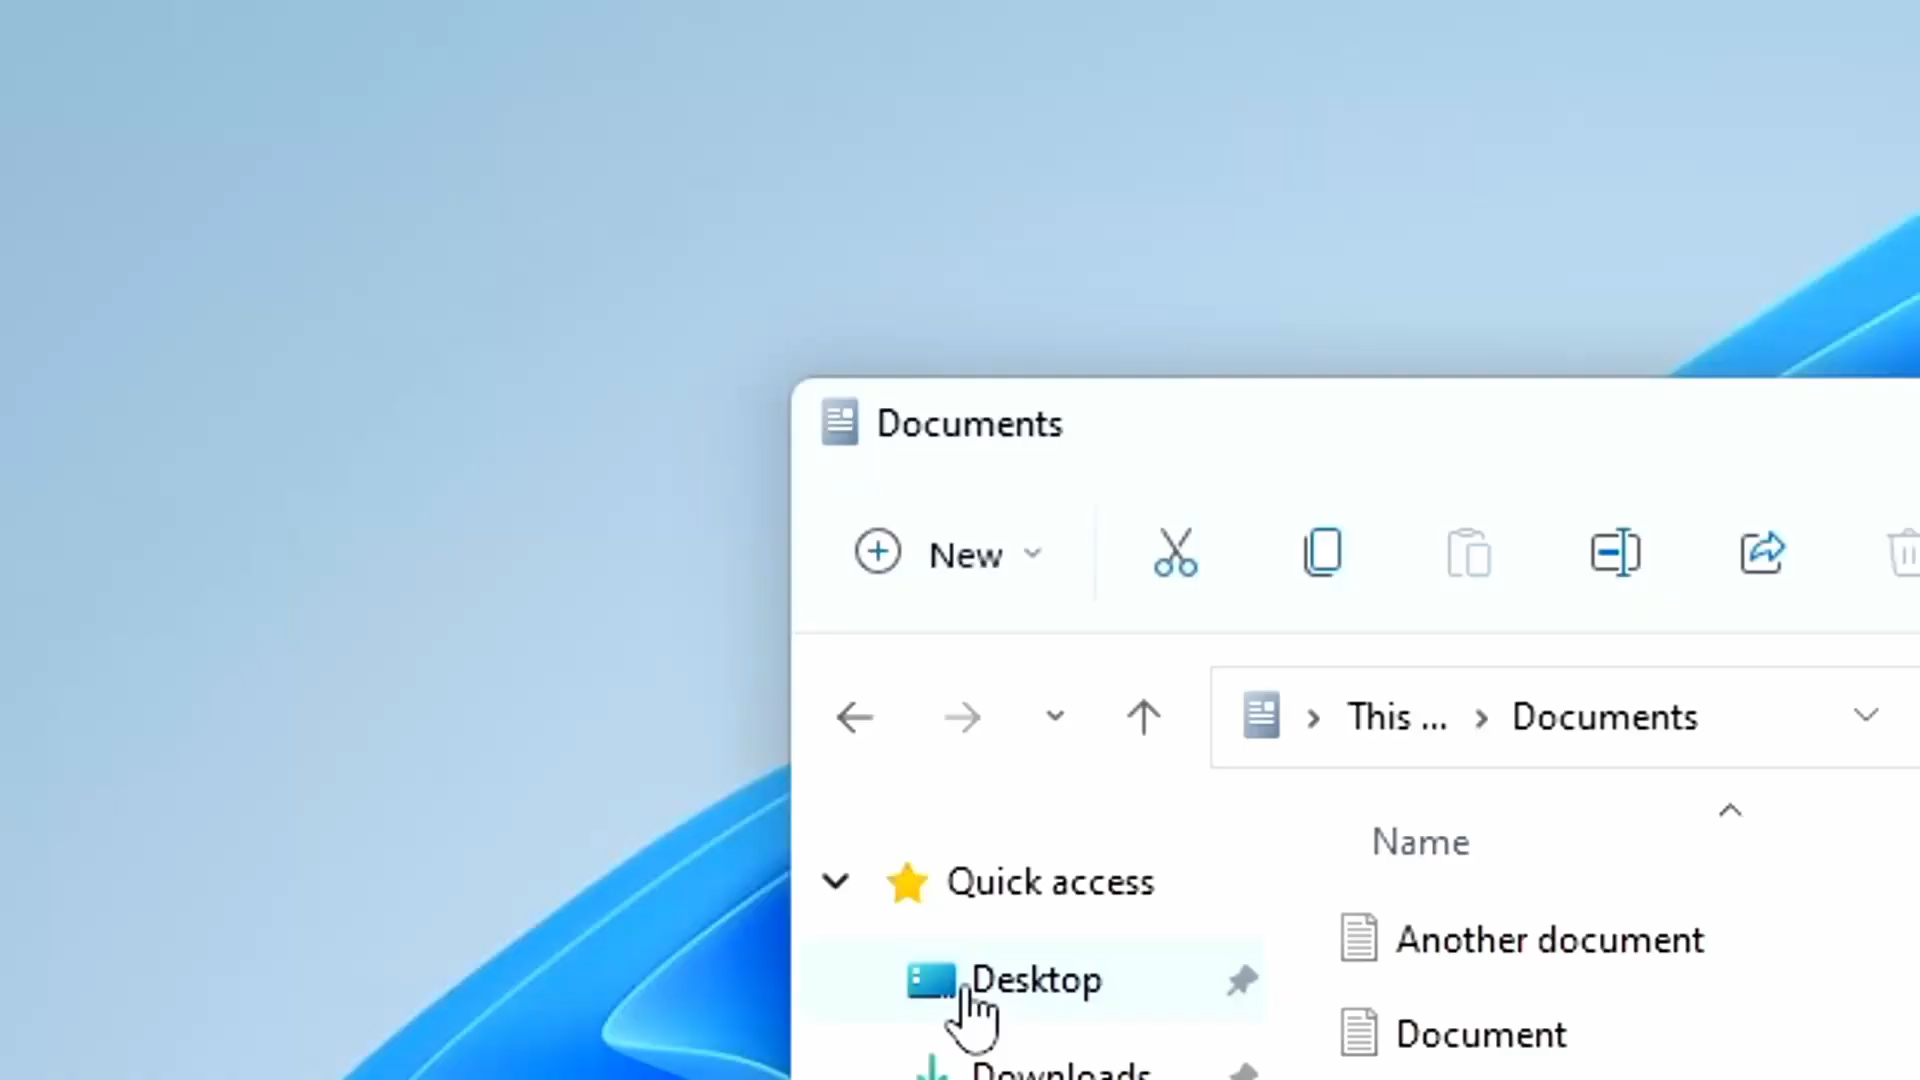 Documents
New
This ... > Documents
Name
Quick access
Another document
Desktop
Document
Downloads